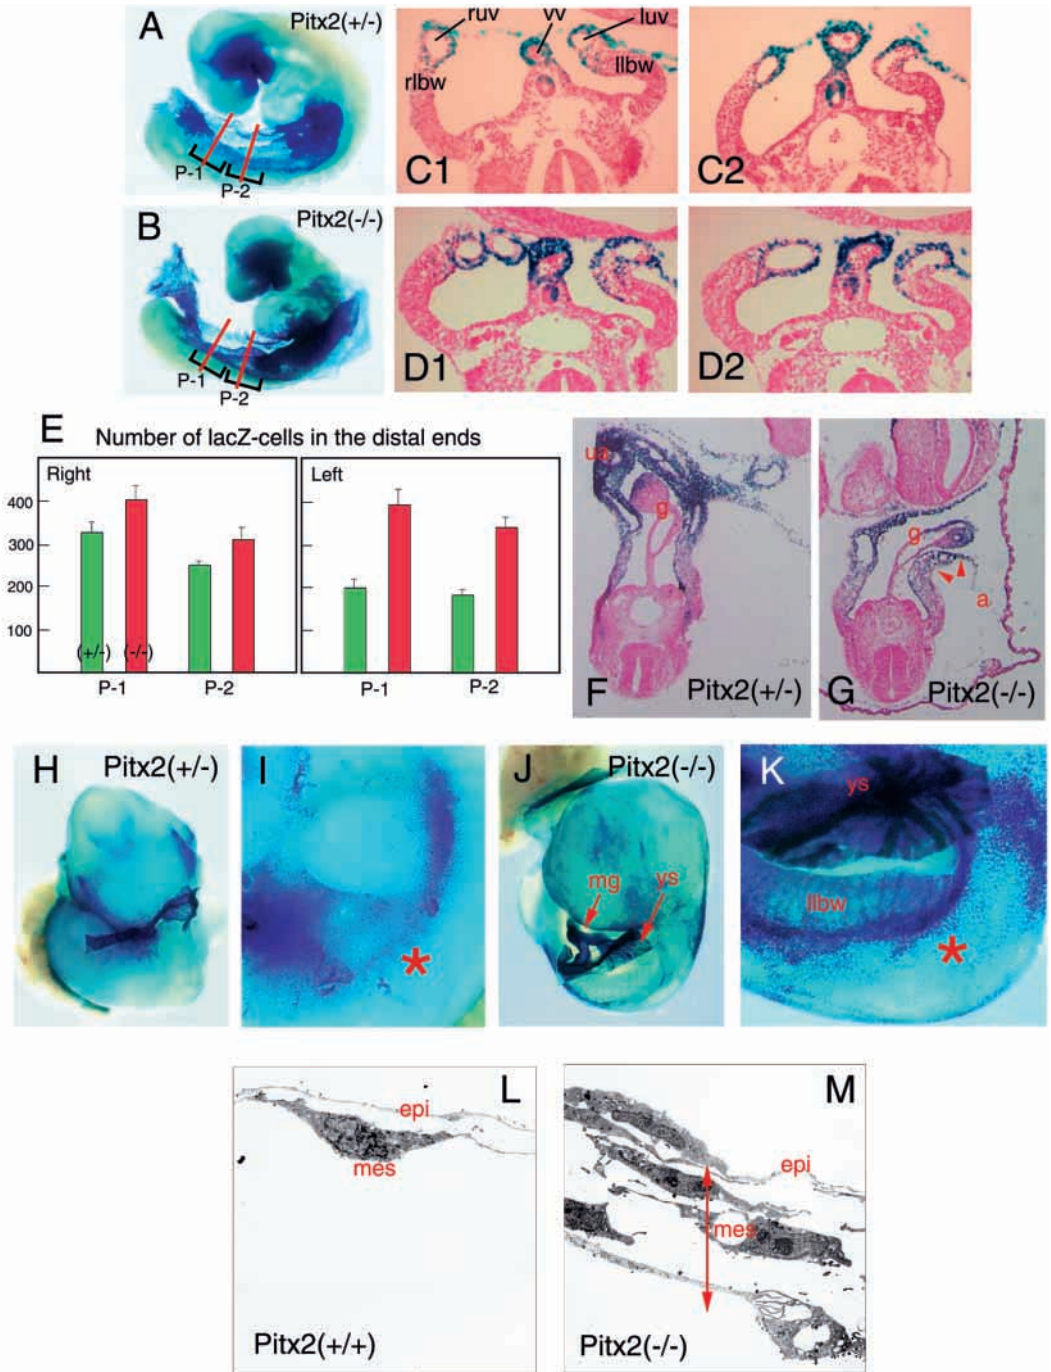 A
Pitx2(+/-)
P-1
P-2
ruv
vv
luv
rlbw
llbw
C1
C2
B
Pitx2(-/-)
P-1
P-2
D1
D2
E
Number of lacZ-cells in the distal ends
Right
Left
400
300
200
100
(+/-)
(-/-)
P-1
P-2
P-1
P-2
ua
g
F
Pitx2(+/-)
g
a
G
Pitx2(-/-)
H
Pitx2(+/-)
I
*
J
Pitx2(-/-)
mg
ys
K
ys
llbw
*
L
epi
mes
Pitx2(+/+)
M
epi
mes
Pitx2(-/-)